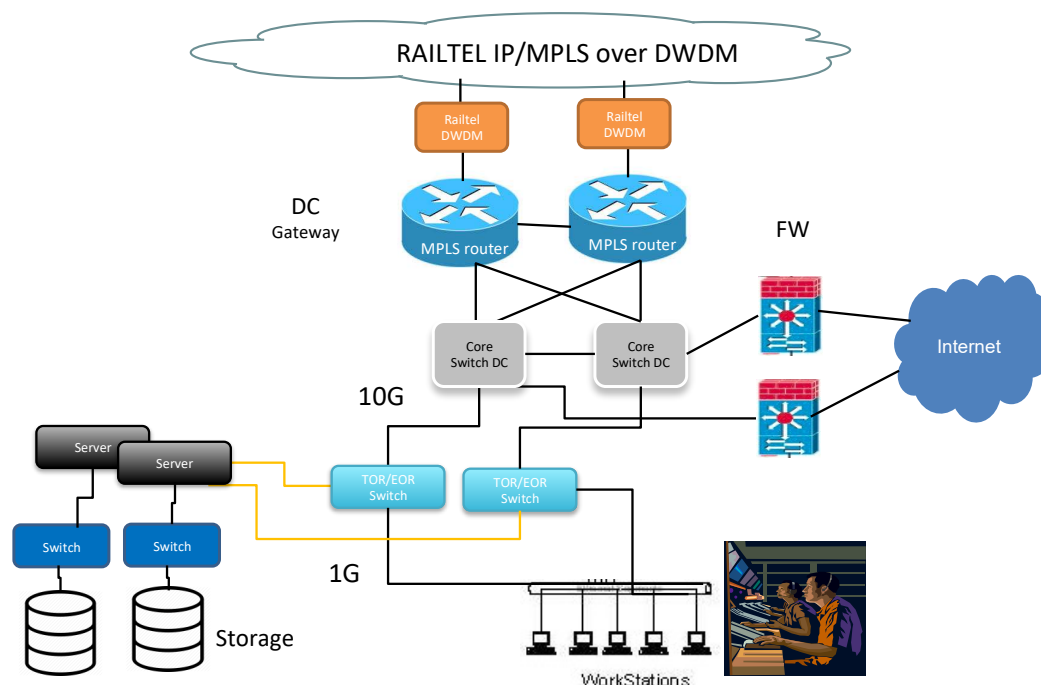 RAILTEL IP/MPLS over DWDM
Railtel
DWDM
Railtel
DWDM
DC
Gateway
MPLS router
MPLS router
FW
Core
Switch DC
Core
Switch DC
Internet
10G
Server
Server
TOR/EOR
Switch
TOR/EOR
Switch
Switch
Switch
1G
Storage
WorkStations